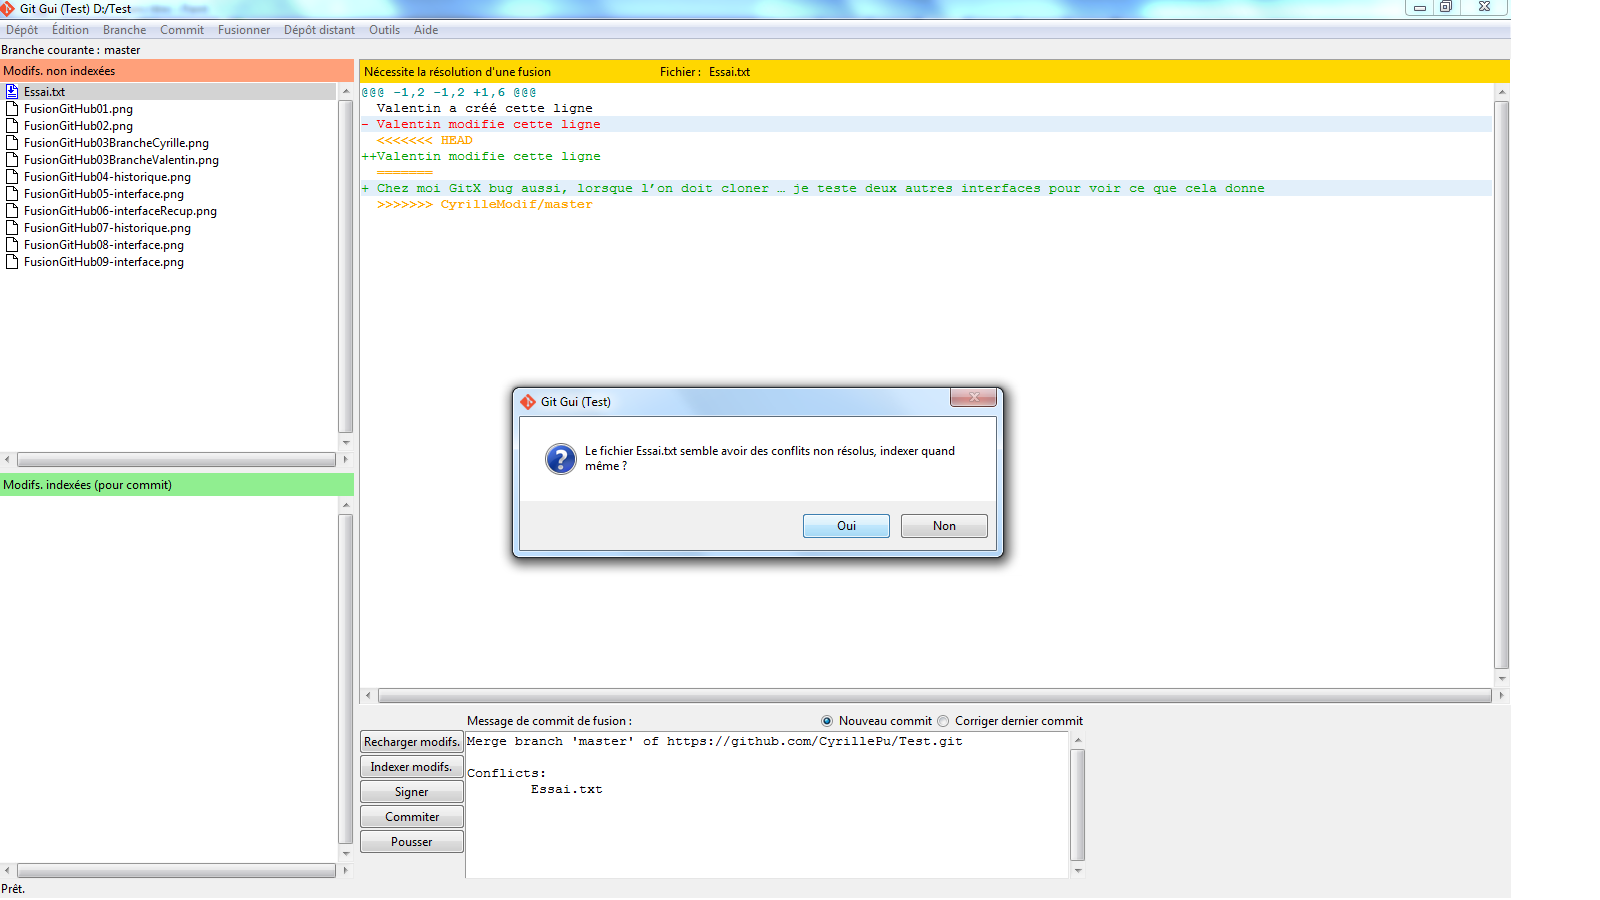 Git Gui (Test) D:/Test
Dépôt Édition Branche Commit Fusionner Dépôt distant Outils Aide
Branche courante : master
Modifs. non indexées
Essai.txt
FusionGitHub01.png
FusionGitHub02.png
FusionGitHub03BrancheCyrille.png
FusionGitHub03BrancheValentin.png
FusionGitHub04-historique.png
FusionGitHub05-interface.png
FusionGitHub06-interfaceRecup.png
FusionGitHub07-historique.png
FusionGitHub08-interface.png
FusionGitHub09-interface.png
Modifs. indexées (pour commit)
Nécessite la résolution d'une fusion Fichier : Essai.txt
@@@ -1,2 -1,2 +1,6 @@@
Valentin a créé cette ligne
- Valentin modifie cette ligne
<<<<<<< HEAD
++Valentin modifie cette ligne
=======
+ Chez moi GitX bug aussi, lorsque l’on doit cloner … je teste deux autres interfaces pour voir ce que cela donne
>>>>>>> CyrilleModif/master
Git Gui (Test)
Le fichier Essai.txt semble avoir des conflits non résolus, indexer quand
même ?
Oui Non
Message de commit de fusion : Nouveau commit Corriger dernier commit
Recharger modifs.
Indexer modifs.
Signer
Commiter
Pousser
Merge branch 'master' of https://github.com/CyrillePu/Test.git
Conflicts:
Essai.txt
Prêt.